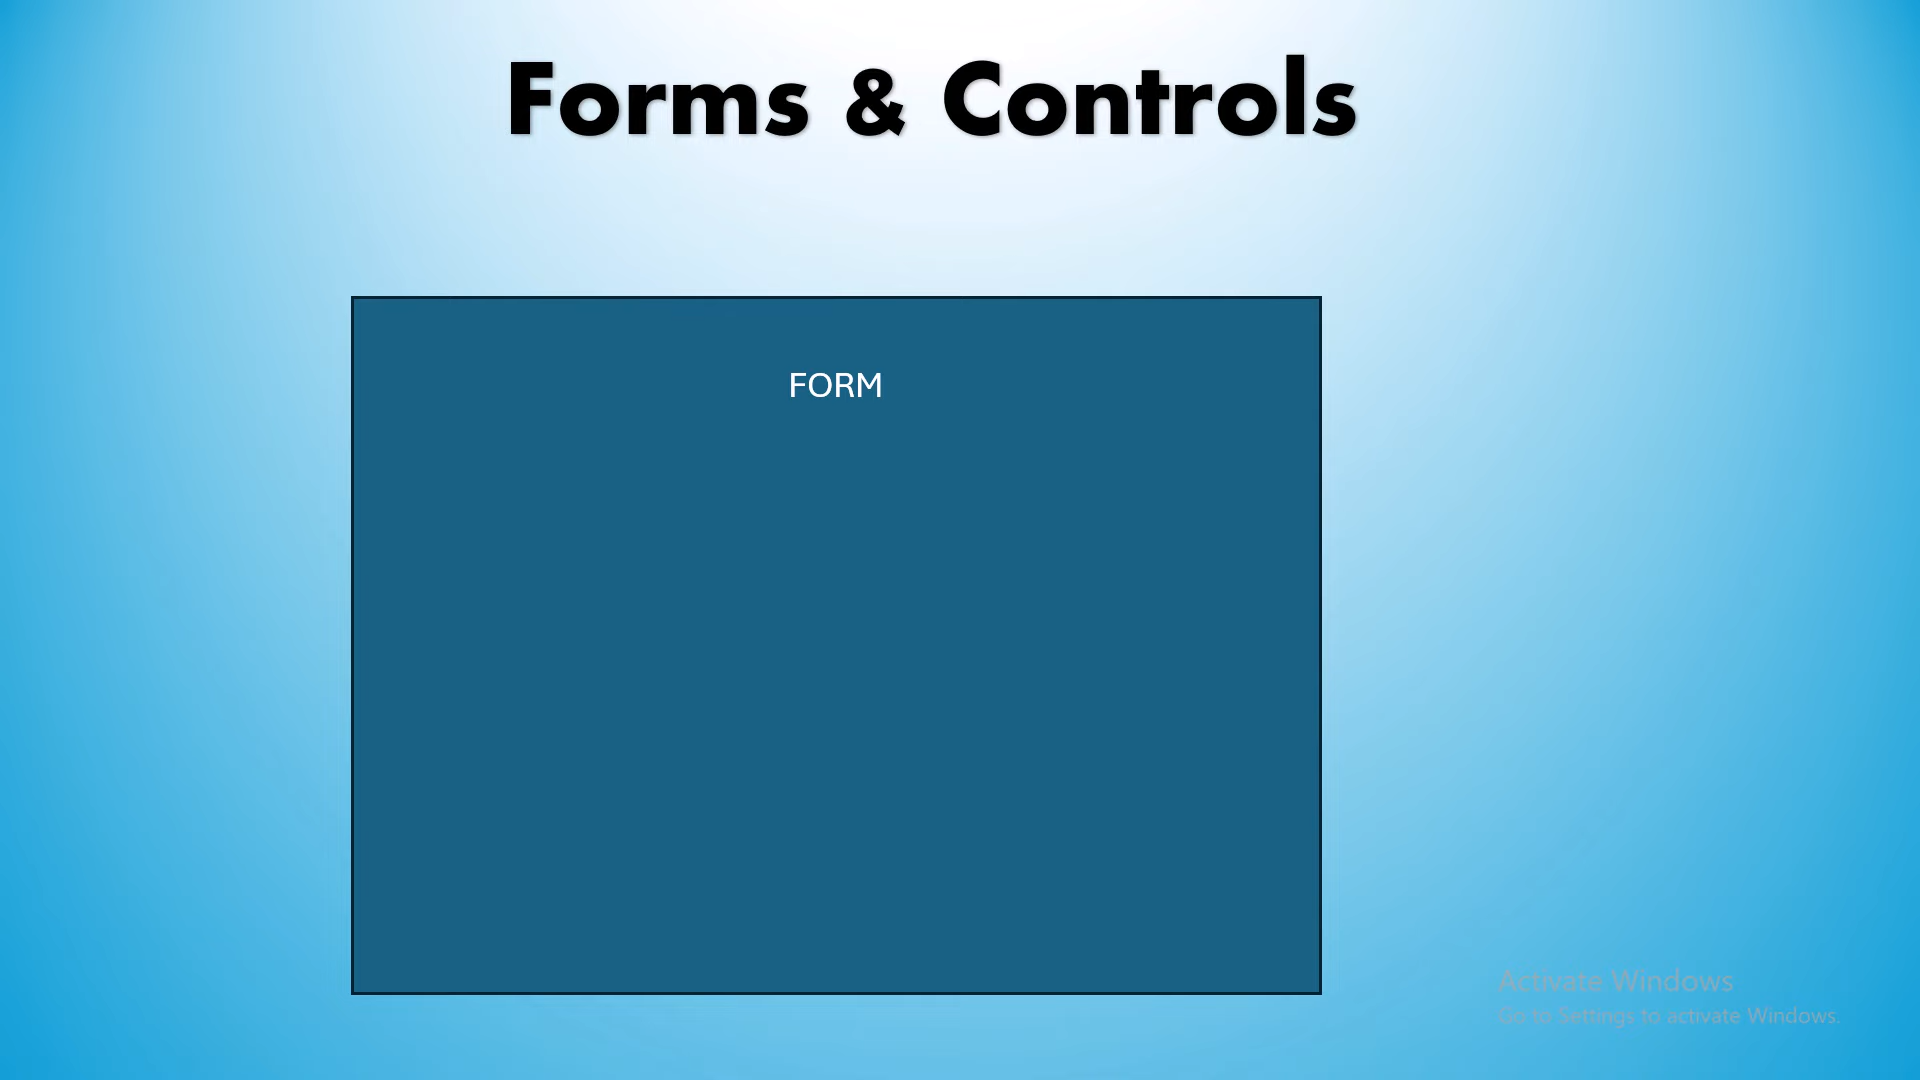 Forms & Controls
FORM
Activate Windows
Go to Settings to activate Windows.